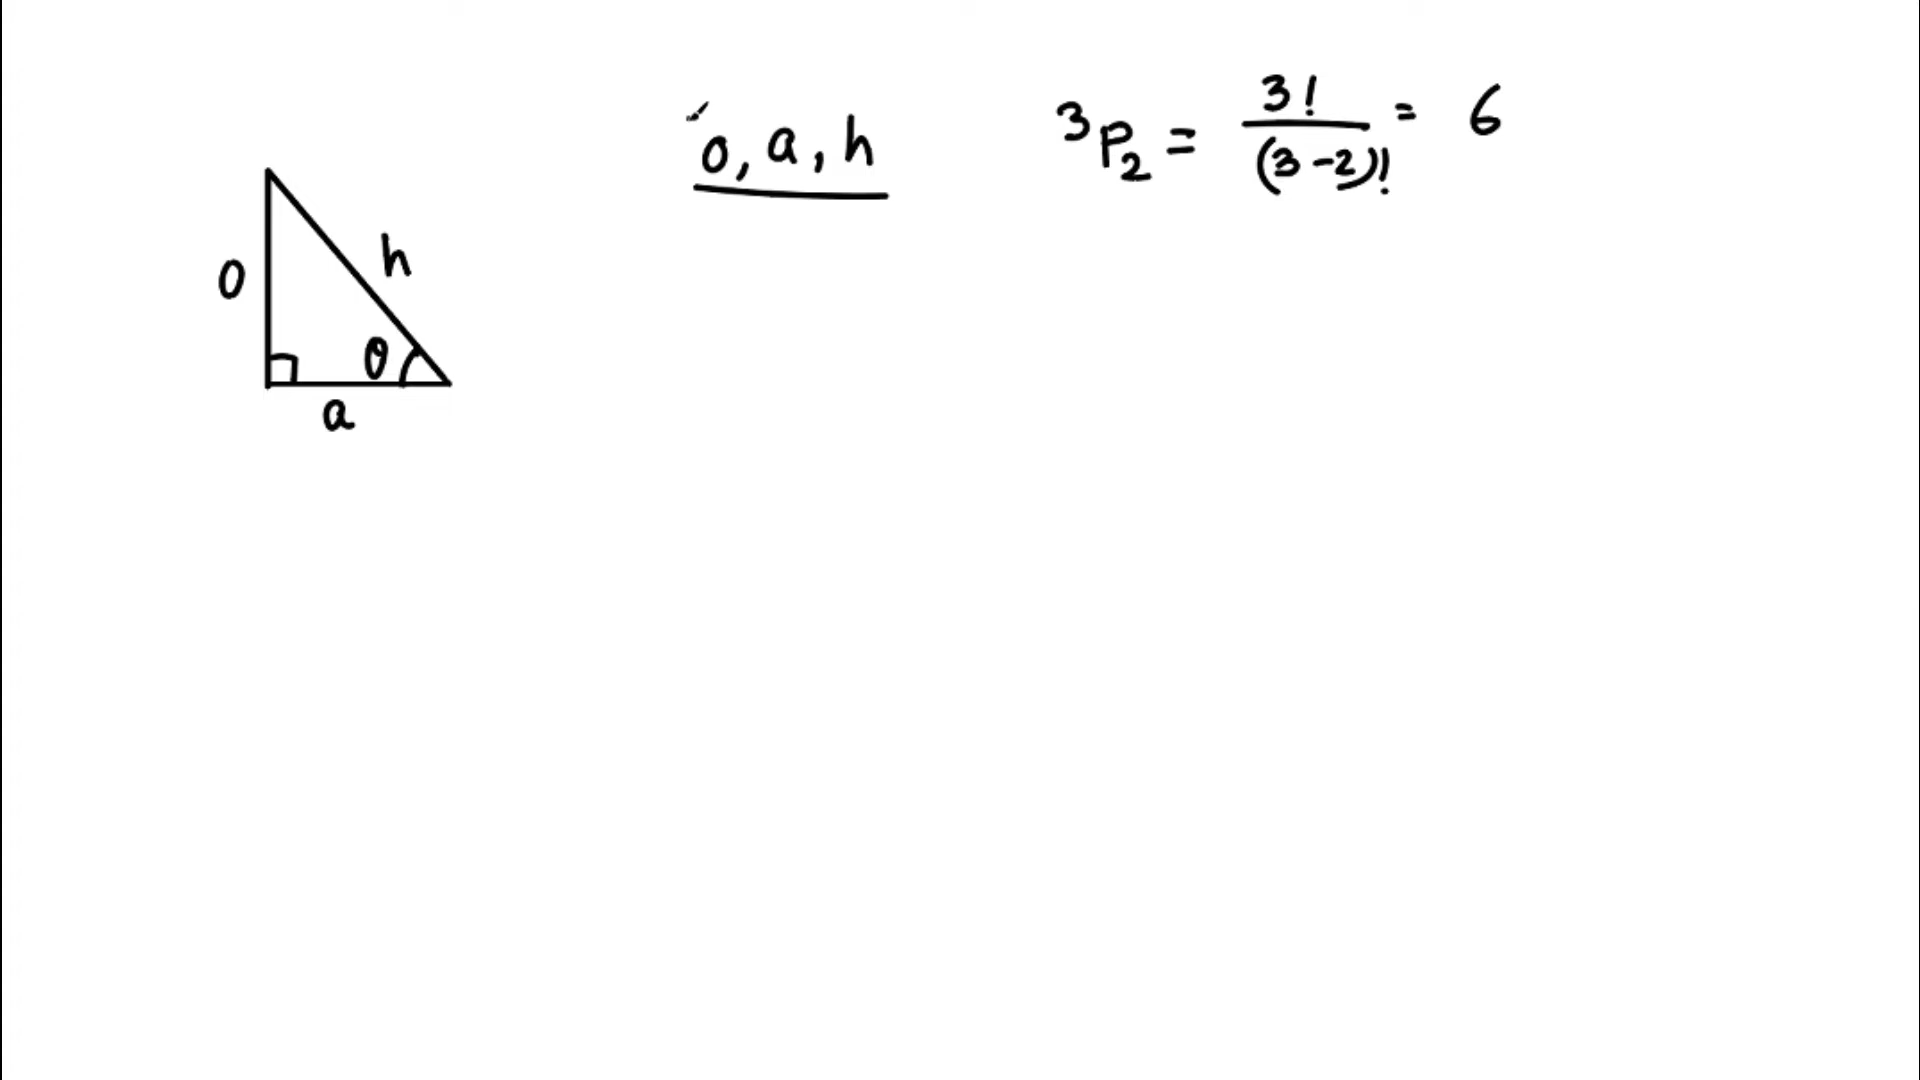 o, a, h
³P₂ = 3!/(3-2)! = 6
o
h
θ
a